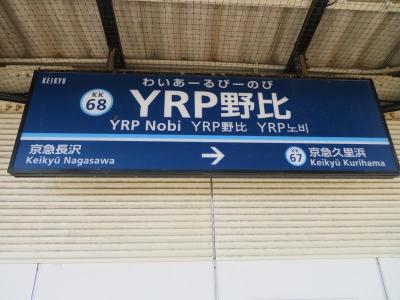 KEIKYU
KK
68
わいあーるぴーのび
YRP野比
YRP Nobi YRP野比 YRP노비
京急長沢
Keikyū Nagasawa
→
KK
67
京急久里浜
Keikyū Kurihama